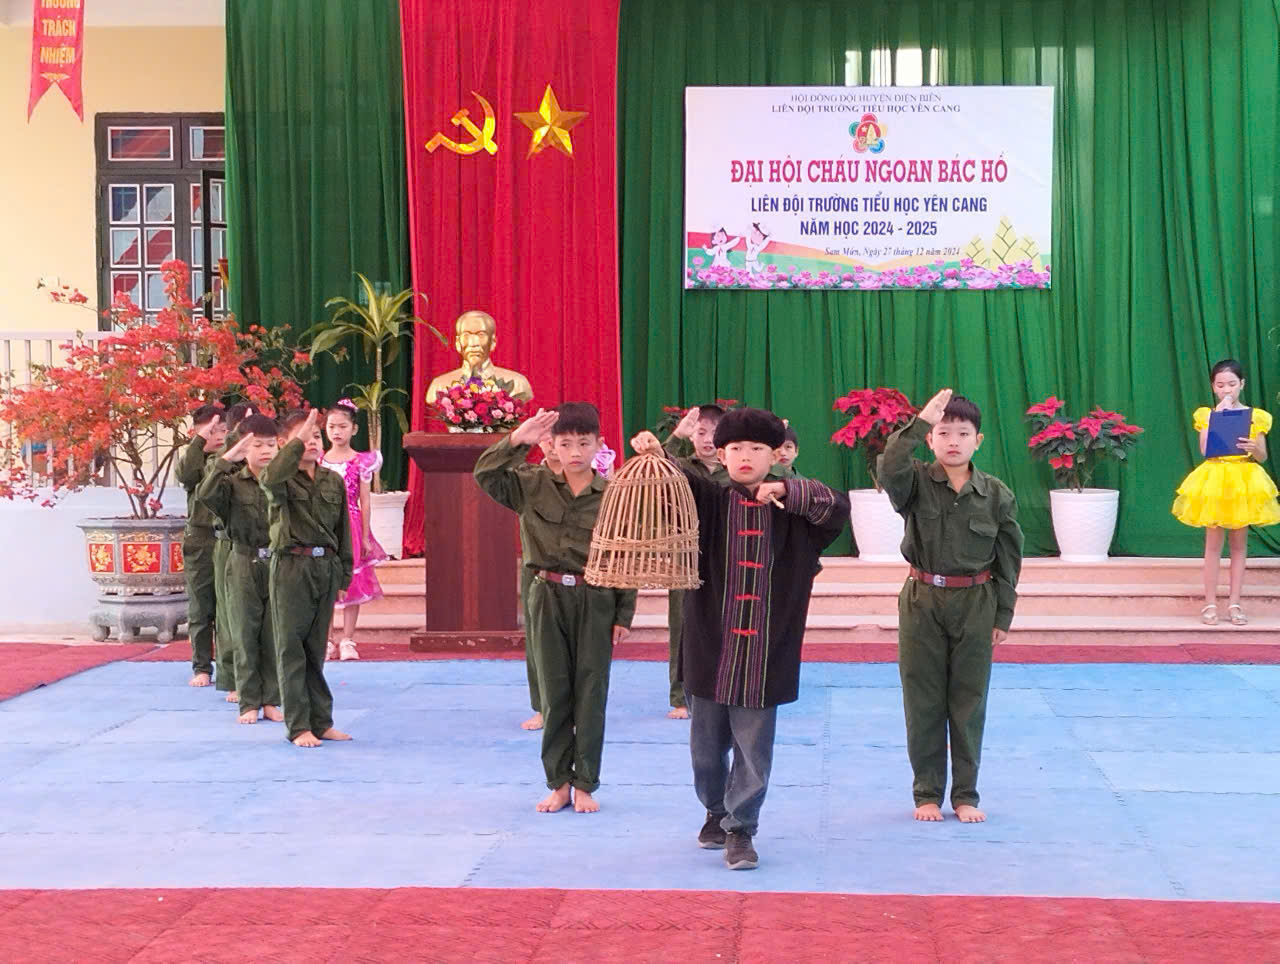 TRÁCH
NHIỆM
HỘI ĐỒNG ĐỘI HUYỆN ĐIỆN BIÊN
LIÊN ĐỘI TRƯỜNG TIỂU HỌC YÊN CANG
ĐẠI HỘI CHÁU NGOAN BÁC HỒ
LIÊN ĐỘI TRƯỜNG TIỂU HỌC YÊN CANG
NĂM HỌC 2024 - 2025
Sam Mứn, Ngày 27 tháng 12 năm 2024